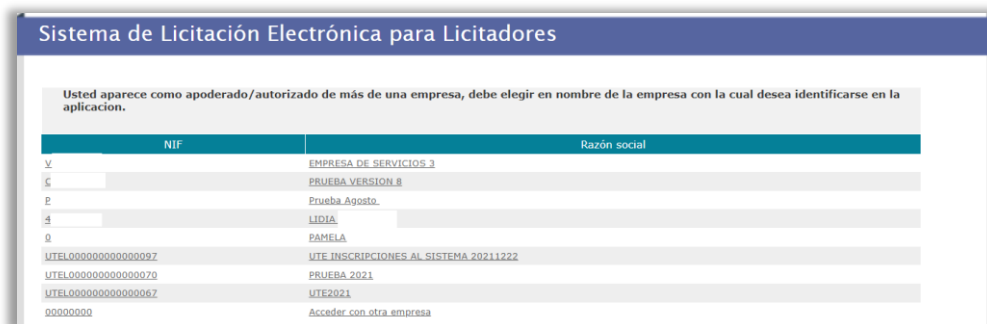 Sistema de Licitación Electrónica para Licitadores
Usted aparece como apoderado/autorizado de más de una empresa, debe elegir en nombre de la empresa con la cual desea identificarse en la
aplicacion.
NIF Razón social
V EMPRESA DE SERVICIOS 3
C PRUEBA VERSION 8
P Prueba Agosto
4 LIDIA
0 PAMELA
UTEL000000000000097 UTE INSCRIPCIONES AL SISTEMA 20211222
UTEL000000000000070 PRUEBA 2021
UTEL000000000000067 UTE2021
00000000 Acceder con otra empresa